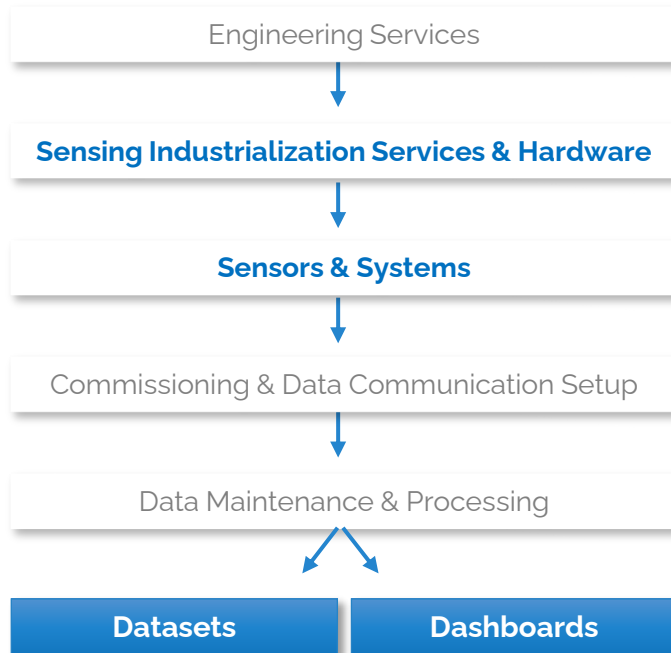 Engineering Services
Sensing Industrialization Services & Hardware
Sensors & Systems
Commissioning & Data Communication Setup
Data Maintenance & Processing
Datasets
Dashboards